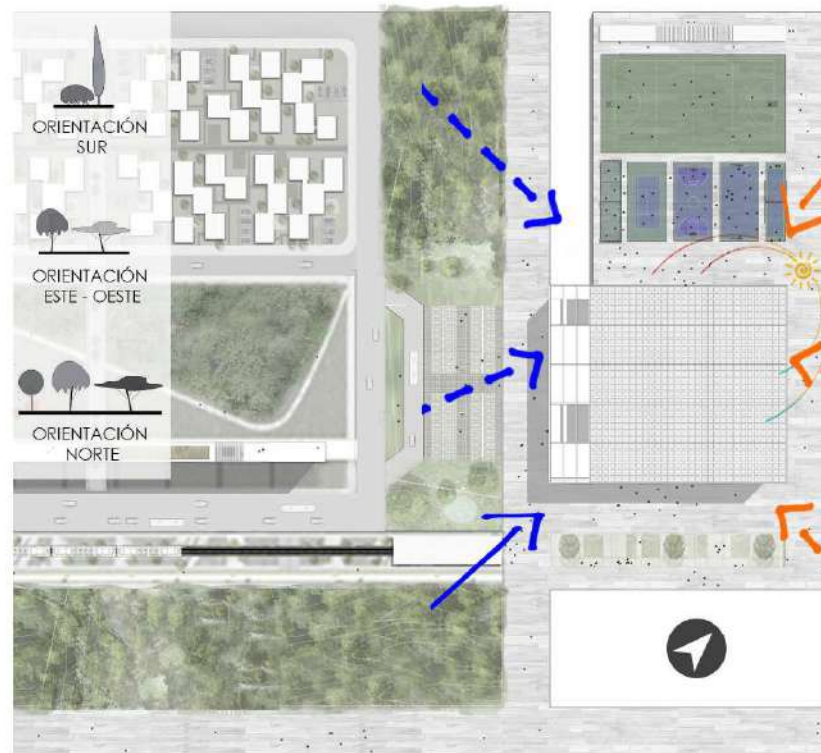 ORIENTACIÓN
SUR
ORIENTACIÓN
ESTE - OESTE
ORIENTACIÓN
NORTE